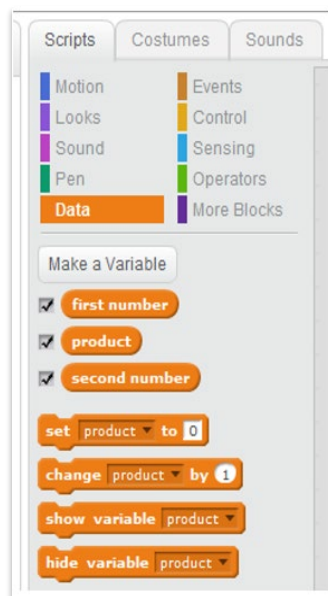 Scripts Costumes Sounds
Motion Events
Looks Control
Sound Sensing
Pen Operators
Data More Blocks
Make a Variable
first number
product
second number
set product to 0
change product by 1
show variable product
hide variable product